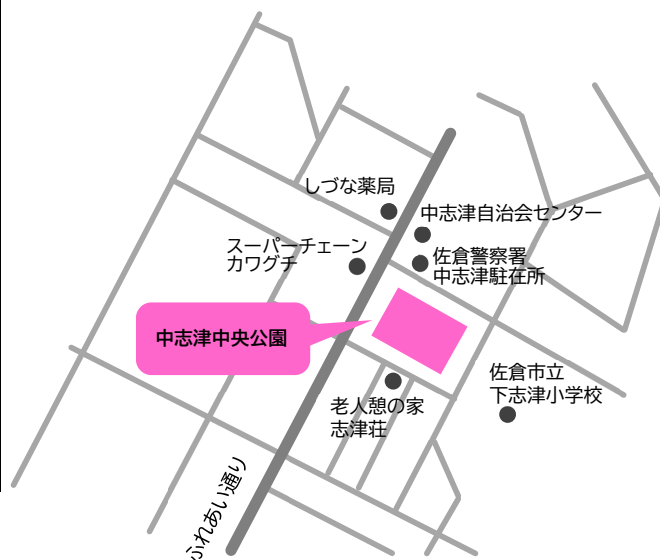 しづな薬局
中志津自治会センター
スーパーチェーン
カワグチ
佐倉警察署
中志津駐在所
中志津中央公園
佐倉市立
下志津小学校
老人憩の家
志津荘
ふれあい通り